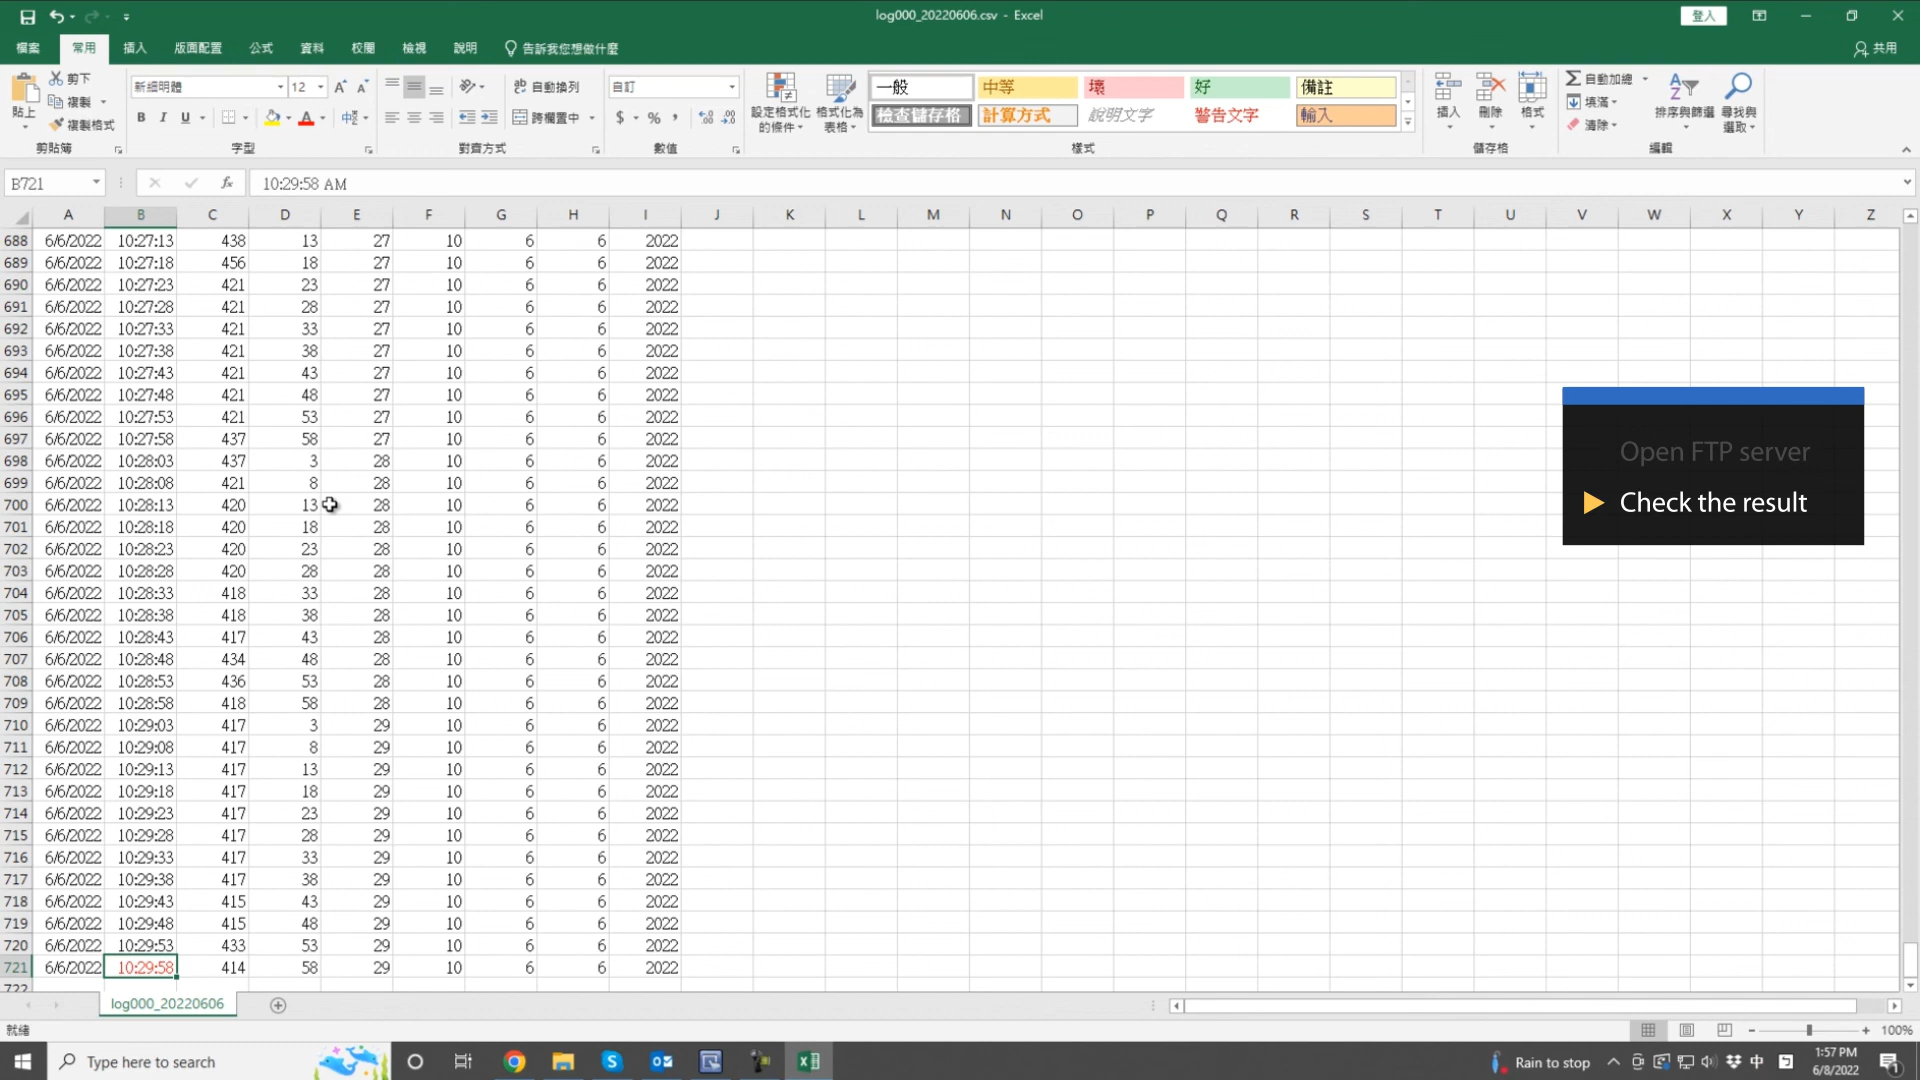 log000_20220606.csv - Excel
登入
檔案 常用 插入 版面配置 公式 資料 校閱 檢視 說明 告訴我您想做什麼 共用
貼上 剪下 複製 複製格式 剪貼簿
新細明體 12 B I U A 字型
自動換列 跨欄置中 對齊方式
自訂 $ % , 數值
設定格式化的條件 格式化為表格 一般 中等 壞 好 備註
檢查儲存格 計算方式 說明文字 警告文字 輸入 樣式
插入 刪除 格式 儲存格
自動加總 填滿 清除 排序與篩選 尋找與選取 編輯
B721 fx 10:29:58 AM
A B C D E F G H I J K L M N O P Q R S T U V W X Y Z
688 6/6/2022 10:27:13 438 13 27 10 6 6 2022
689 6/6/2022 10:27:18 456 18 27 10 6 6 2022
690 6/6/2022 10:27:23 421 23 27 10 6 6 2022
691 6/6/2022 10:27:28 421 28 27 10 6 6 2022
692 6/6/2022 10:27:33 421 33 27 10 6 6 2022
693 6/6/2022 10:27:38 421 38 27 10 6 6 2022
694 6/6/2022 10:27:43 421 43 27 10 6 6 2022
695 6/6/2022 10:27:48 421 48 27 10 6 6 2022
696 6/6/2022 10:27:53 421 53 27 10 6 6 2022
697 6/6/2022 10:27:58 437 58 27 10 6 6 2022
698 6/6/2022 10:28:03 437 3 28 10 6 6 2022
699 6/6/2022 10:28:08 421 8 28 10 6 6 2022
700 6/6/2022 10:28:13 420 13 28 10 6 6 2022
701 6/6/2022 10:28:18 420 18 28 10 6 6 2022
702 6/6/2022 10:28:23 420 23 28 10 6 6 2022
703 6/6/2022 10:28:28 420 28 28 10 6 6 2022
704 6/6/2022 10:28:33 418 33 28 10 6 6 2022
705 6/6/2022 10:28:38 418 38 28 10 6 6 2022
706 6/6/2022 10:28:43 417 43 28 10 6 6 2022
707 6/6/2022 10:28:48 434 48 28 10 6 6 2022
708 6/6/2022 10:28:53 436 53 28 10 6 6 2022
709 6/6/2022 10:28:58 418 58 28 10 6 6 2022
710 6/6/2022 10:29:03 417 3 29 10 6 6 2022
711 6/6/2022 10:29:08 417 8 29 10 6 6 2022
712 6/6/2022 10:29:13 417 13 29 10 6 6 2022
713 6/6/2022 10:29:18 417 18 29 10 6 6 2022
714 6/6/2022 10:29:23 417 23 29 10 6 6 2022
715 6/6/2022 10:29:28 417 28 29 10 6 6 2022
716 6/6/2022 10:29:33 417 33 29 10 6 6 2022
717 6/6/2022 10:29:38 417 38 29 10 6 6 2022
718 6/6/2022 10:29:43 415 43 29 10 6 6 2022
719 6/6/2022 10:29:48 415 48 29 10 6 6 2022
720 6/6/2022 10:29:53 433 53 29 10 6 6 2022
721 6/6/2022 10:29:58 414 58 29 10 6 6 2022
722
Open FTP server
Check the result
log000_20220606
就緒 100%
Type here to search Rain to stop 中 1:57 PM
6/8/2022